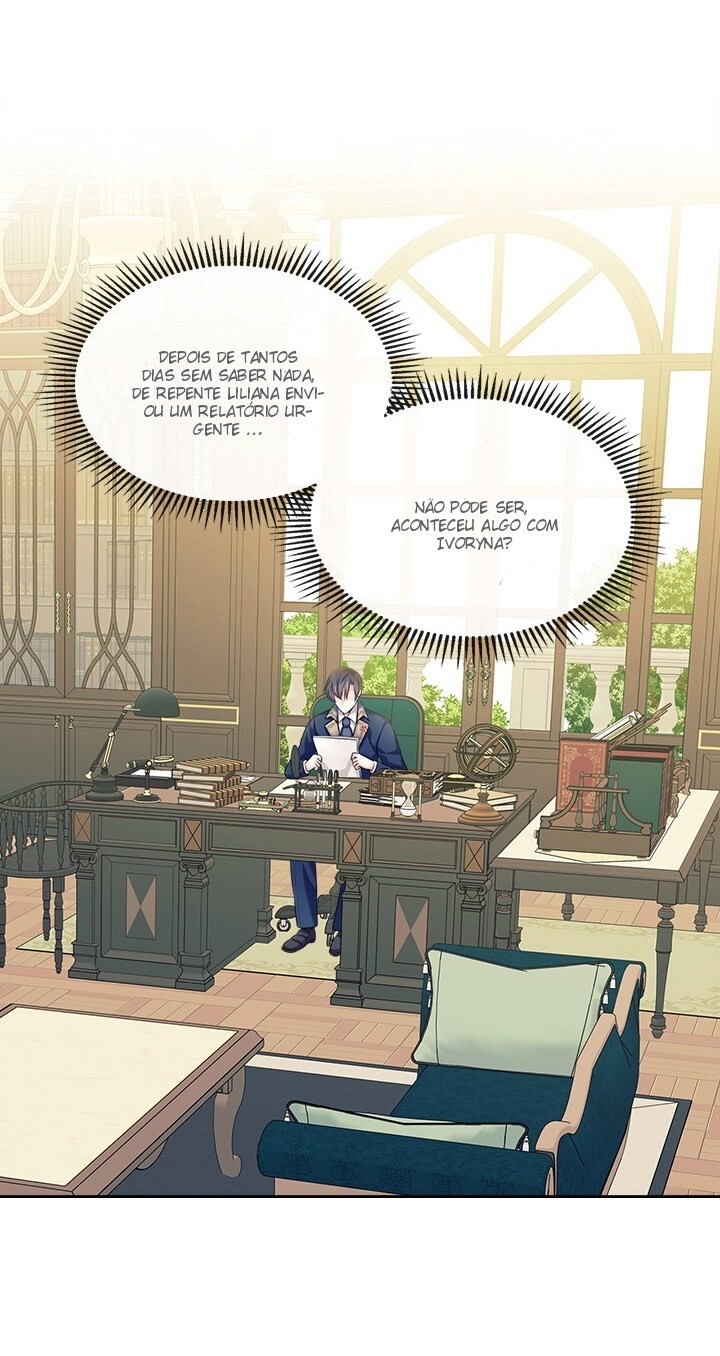 DEPOIS DE TANTOS
DIAS SEM SABER NADA,
DE REPENTE LILIANA ENVI-
OU UM RELATÓRIO UR-
GENTE ...
NÃO PODE SER,
ACONTECEU ALGO COM
IVORYNA?